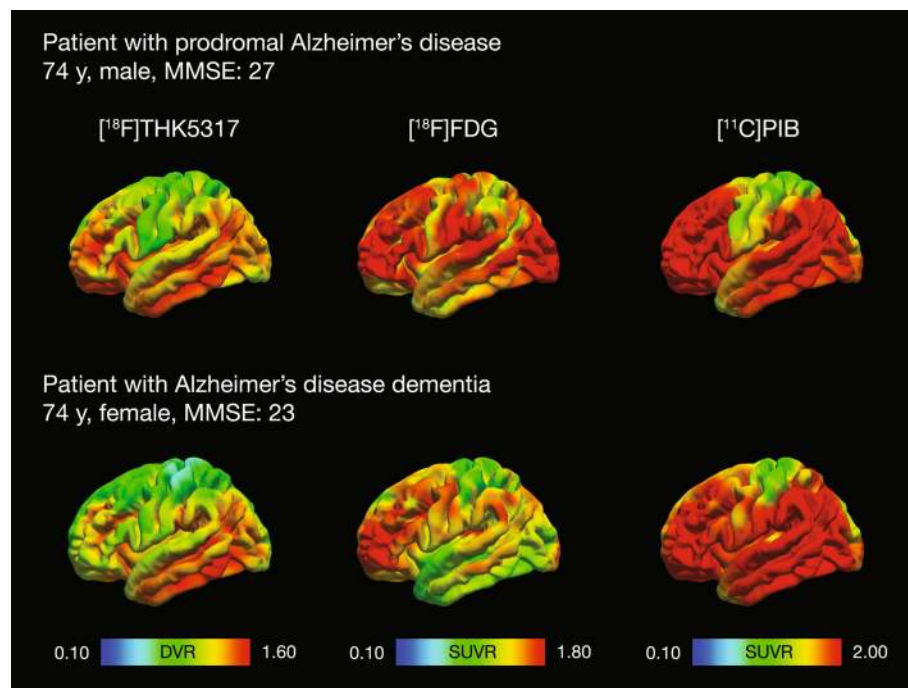 Patient with prodromal Alzheimer's disease
74 y, male, MMSE: 27
[¹⁸F]THK5317 [¹⁸F]FDG [¹¹C]PIB
Patient with Alzheimer's disease dementia
74 y, female, MMSE: 23
0.10 DVR 1.60 0.10 SUVR 1.80 0.10 SUVR 2.00